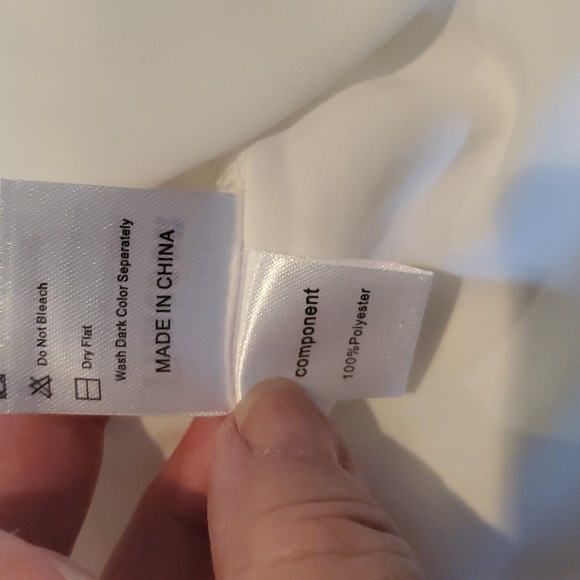 Do Not Bleach
Dry Flat
Wash Dark Color Separately
MADE IN CHINA
component
100%Polyester